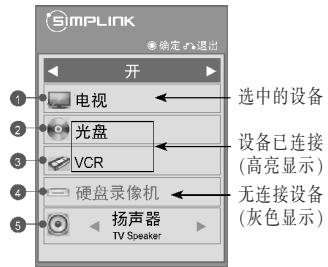 SIMPLINK
确定 退出
开
1 电视
选中的设备
2 光盘
3 VCR
设备已连接
(高亮显示)
4 硬盘录像机
无连接设备
(灰色显示)
5 扬声器
TV Speaker